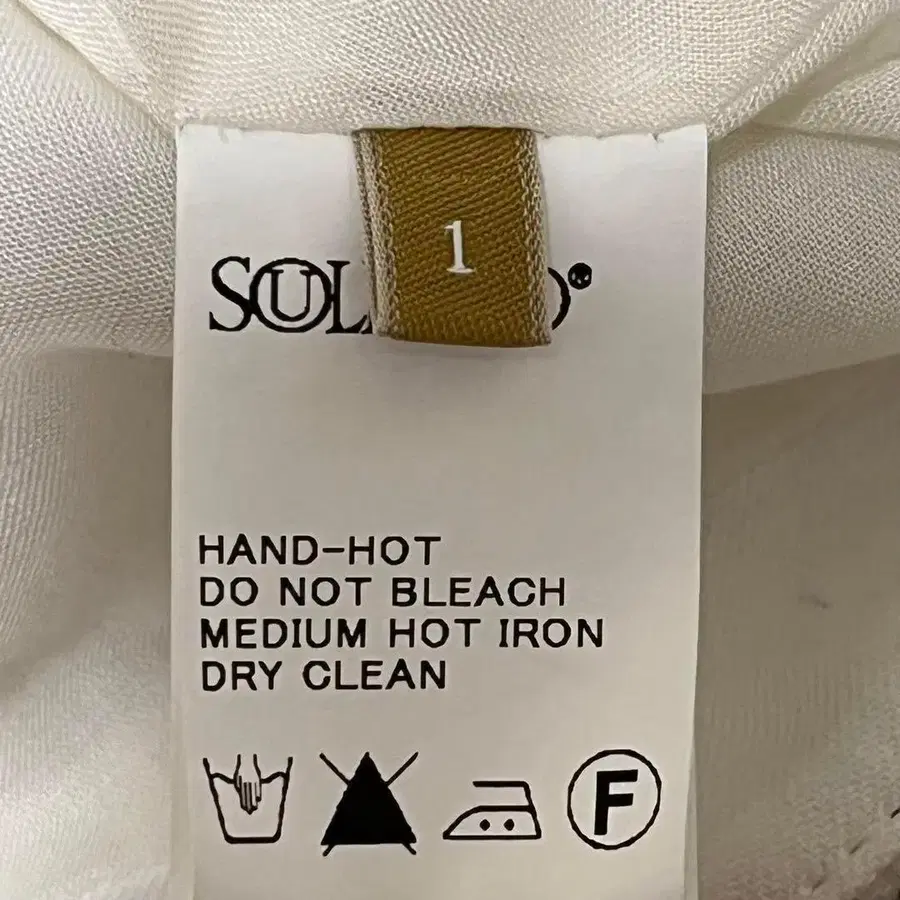 1
HAND-HOT
DO NOT BLEACH
MEDIUM HOT IRON
DRY CLEAN
F